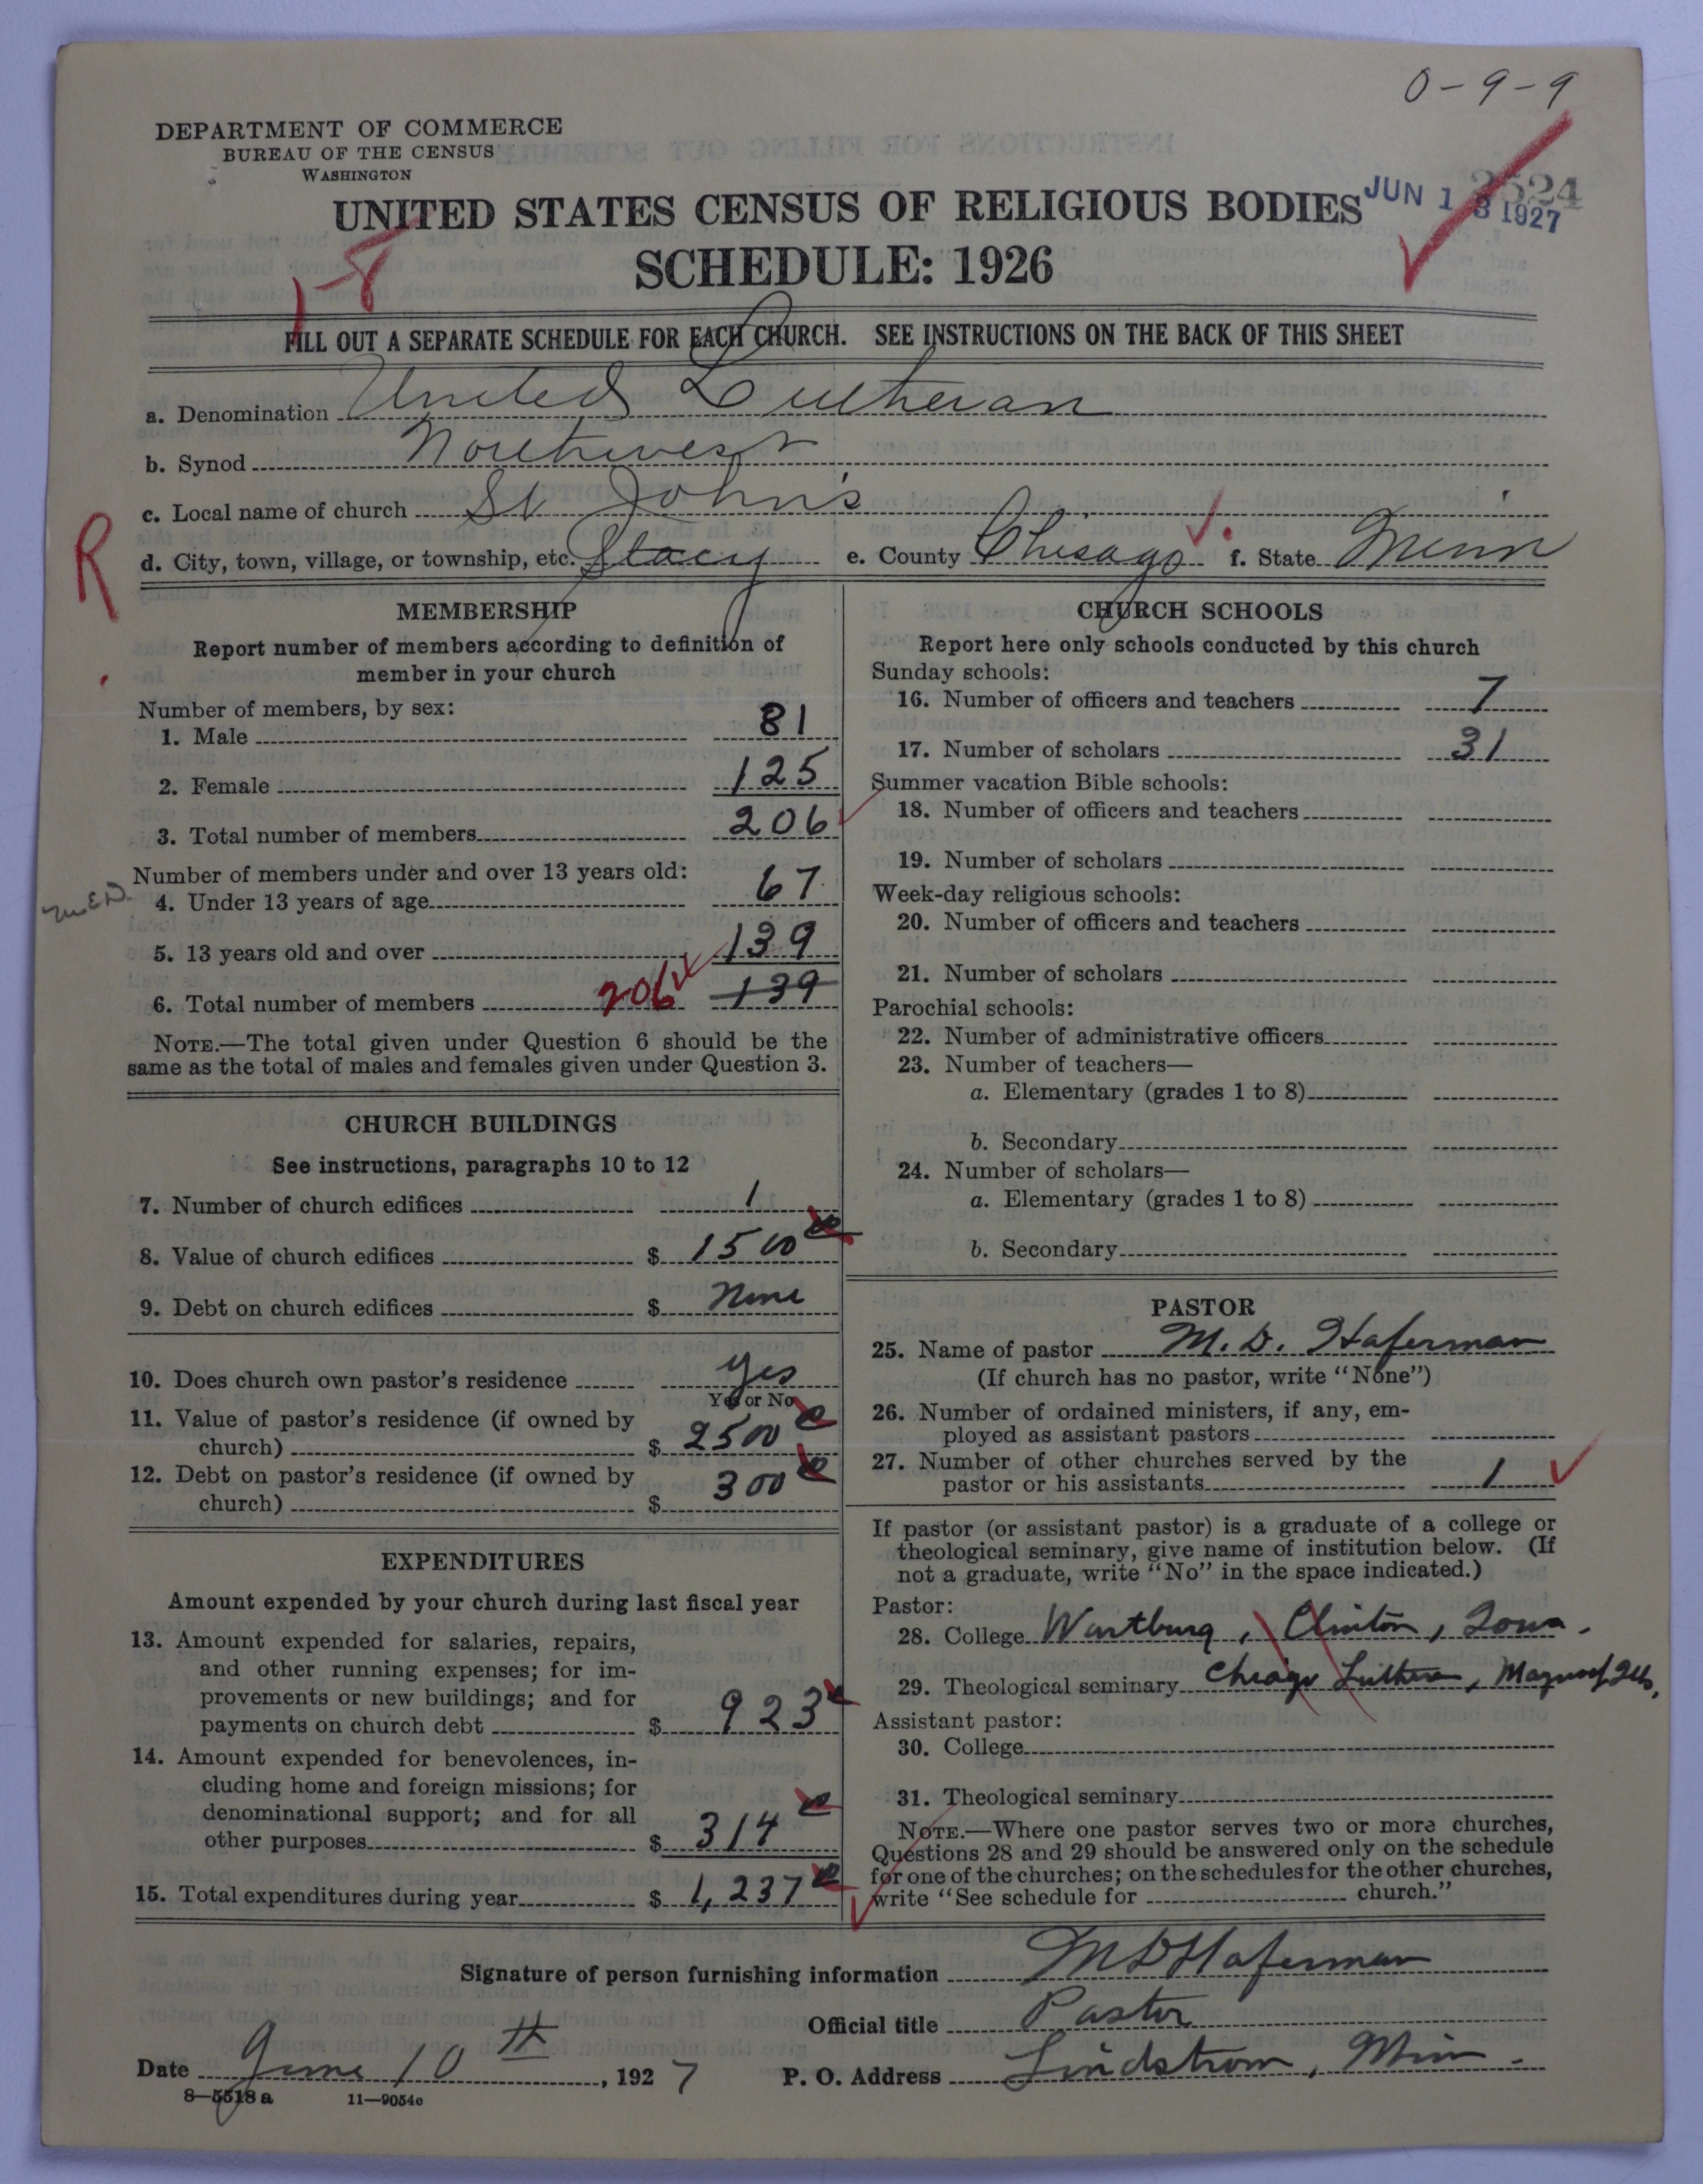 0-9-9
DEPARTMENT OF COMMERCE
BUREAU OF THE CENSUS
WASHINGTON
UNITED STATES CENSUS OF RELIGIOUS BODIES
JUN 13 1927
3524
SCHEDULE: 1926
1-8
FILL OUT A SEPARATE SCHEDULE FOR EACH CHURCH. SEE INSTRUCTIONS ON THE BACK OF THIS SHEET
a. Denomination United Lutheran
b. Synod Northwest
c. Local name of church St John's
R
d. City, town, village, or township, etc. Stacy e. County Chisago f. State Minn
MEMBERSHIP
Report number of members according to definition of
member in your church
Number of members, by sex:
1. Male 81
2. Female 125
3. Total number of members 206
Number of members under and over 13 years old:
4. Under 13 years of age 67
5. 13 years old and over 139
6. Total number of members 206 139
NOTE.—The total given under Question 6 should be the
same as the total of males and females given under Question 3.
CHURCH BUILDINGS
See instructions, paragraphs 10 to 12
7. Number of church edifices 1
8. Value of church edifices $ 1500
9. Debt on church edifices $ None
10. Does church own pastor's residence yes
Yes or No
11. Value of pastor's residence (if owned by
church) $ 2500
12. Debt on pastor's residence (if owned by
church) $ 300
EXPENDITURES
Amount expended by your church during last fiscal year
13. Amount expended for salaries, repairs,
and other running expenses; for im-
provements or new buildings; and for
payments on church debt $ 923
14. Amount expended for benevolences, in-
cluding home and foreign missions; for
denominational support; and for all
other purposes $ 314
15. Total expenditures during year $ 1,237
CHURCH SCHOOLS
Report here only schools conducted by this church
Sunday schools:
16. Number of officers and teachers 7
17. Number of scholars 31
Summer vacation Bible schools:
18. Number of officers and teachers
19. Number of scholars
Week-day religious schools:
20. Number of officers and teachers
21. Number of scholars
Parochial schools:
22. Number of administrative officers
23. Number of teachers—
a. Elementary (grades 1 to 8)
b. Secondary
24. Number of scholars—
a. Elementary (grades 1 to 8)
b. Secondary
PASTOR
25. Name of pastor M. D. Haferman
(If church has no pastor, write "None")
26. Number of ordained ministers, if any, em-
ployed as assistant pastors
27. Number of other churches served by the
pastor or his assistants 1
If pastor (or assistant pastor) is a graduate of a college or
theological seminary, give name of institution below. (If
not a graduate, write "No" in the space indicated.)
Pastor:
28. College Wartburg, Clinton, Iowa.
29. Theological seminary Chicago Luthern, Ills.
Assistant pastor:
30. College
31. Theological seminary
NOTE.—Where one pastor serves two or more churches,
Questions 28 and 29 should be answered only on the schedule
for one of the churches; on the schedules for the other churches,
write "See schedule for church."
Signature of person furnishing information M D Haferman
Official title Pastor
Date June 10th, 1927 P. O. Address Lindstrom, Minn.
8—5518 a 11—9054c